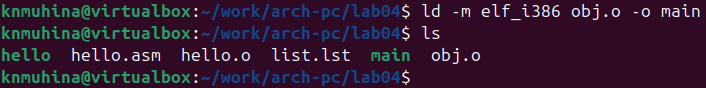 knmuhina@virtualbox:~/work/arch-pc/lab04$ ld -m elf_i386 obj.o -o main
knmuhina@virtualbox:~/work/arch-pc/lab04$ ls
hello  hello.asm  hello.o  list.lst  main  obj.o
knmuhina@virtualbox:~/work/arch-pc/lab04$